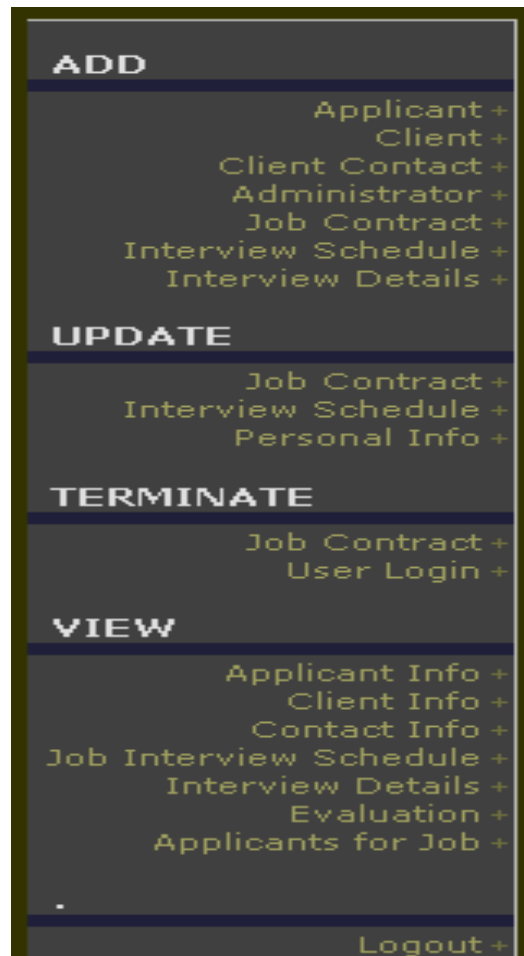 ADD
Applicant +
Client +
Client Contact +
Administrator +
Job Contract +
Interview Schedule +
Interview Details +
UPDATE
Job Contract +
Interview Schedule +
Personal Info +
TERMINATE
Job Contract +
User Login +
VIEW
Applicant Info +
Client Info +
Contact Info +
Job Interview Schedule +
Interview Details +
Evaluation +
Applicants for Job +
.
Logout +